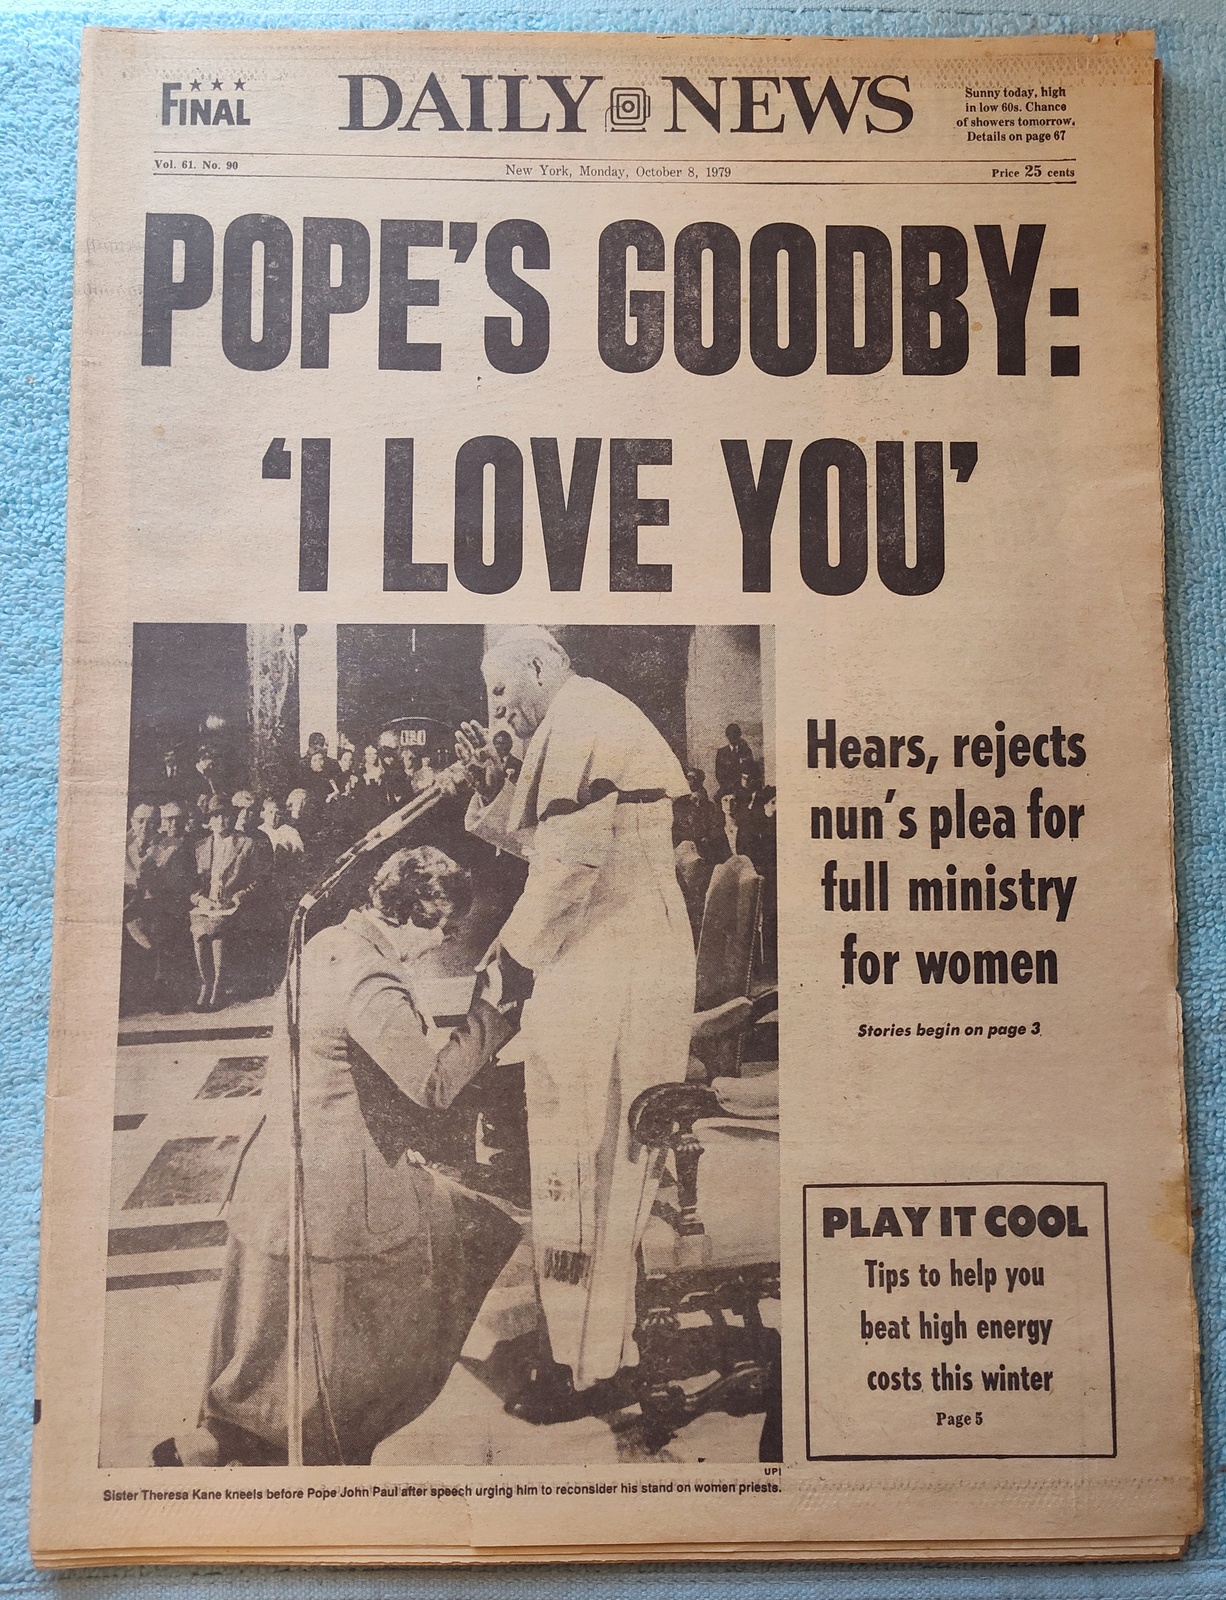 ★ ★ ★
FINAL
DAILY NEWS
Sunny today, high
in low 60s. Chance
of showers tomorrow.
Details on page 67
Vol. 61. No. 90
New York, Monday, October 8, 1979
Price 25 cents
POPE'S GOODBY:
'I LOVE YOU'
Hears, rejects
nun's plea for
full ministry
for women
Stories begin on page 3
PLAY IT COOL
Tips to help you
beat high energy
costs this winter
Page 5
UPI
Sister Theresa Kane kneels before Pope John Paul after speech urging him to reconsider his stand on women priests.